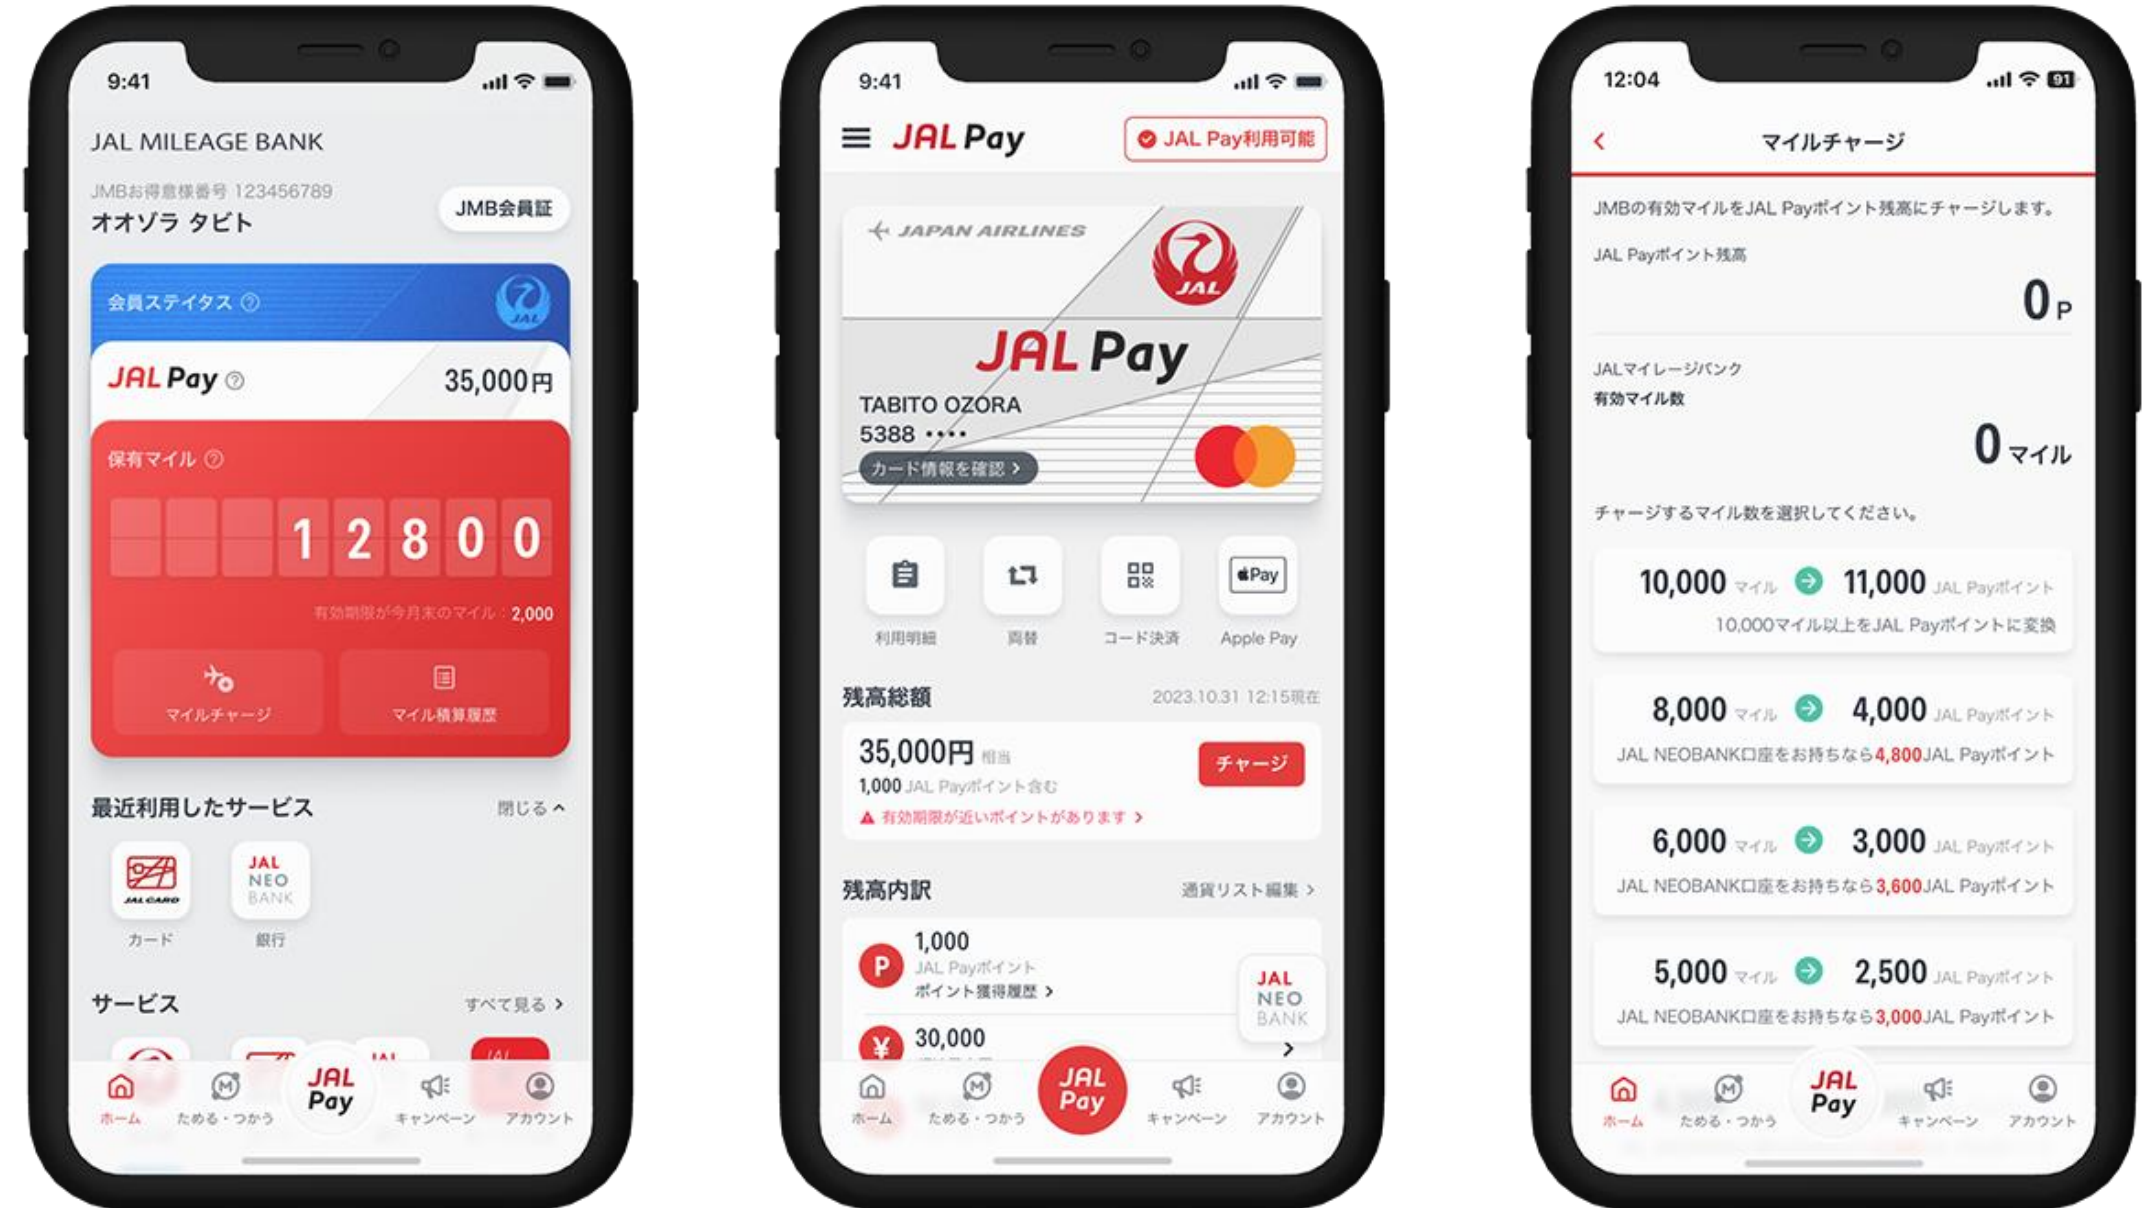 9:41
JAL MILEAGE BANK
JMBお得意様番号 123456789
オオゾラ タビト
JMB会員証
会員ステイタス ?
JAL
JAL Pay ?
35,000円
保有マイル ?
12800
有効期限が今月末のマイル : 2,000
マイルチャージ
マイル積算履歴
最近利用したサービス
閉じる
JAL CARD
JAL
NEO
BANK
カード
銀行
サービス
すべて見る
JAL
JAL
JAL
Pay
M
ホーム
ためる・つかう
キャンペーン
アカウント
9:41
JAL Pay
JAL Pay利用可能
JAPAN AIRLINES
JAL
JAL Pay
TABITO OZORA
5388 ••••
カード情報を確認
Pay
利用明細
両替
コード決済
Apple Pay
残高総額
2023.10.31 12:15現在
35,000円 相当
チャージ
1,000 JAL Payポイント含む
有効期限が近いポイントがあります
残高内訳
通貨リスト編集
P
1,000
JAL Payポイント
ポイント獲得履歴
JAL
NEO
BANK
¥
30,000
JAL
Pay
M
ホーム
ためる・つかう
キャンペーン
アカウント
12:04
91
マイルチャージ
JMBの有効マイルをJAL Payポイント残高にチャージします。
JAL Payポイント残高
0 P
JALマイレージバンク
有効マイル数
0 マイル
チャージするマイル数を選択してください。
10,000 マイル 11,000 JAL Payポイント
10,000マイル以上をJAL Payポイントに変換
8,000 マイル 4,000 JAL Payポイント
JAL NEOBANK口座をお持ちなら4,800JAL Payポイント
6,000 マイル 3,000 JAL Payポイント
JAL NEOBANK口座をお持ちなら3,600JAL Payポイント
5,000 マイル 2,500 JAL Payポイント
JAL NEOBANK口座をお持ちなら3,000JAL Payポイント
JAL
Pay
M
ホーム
ためる・つかう
キャンペーン
アカウント